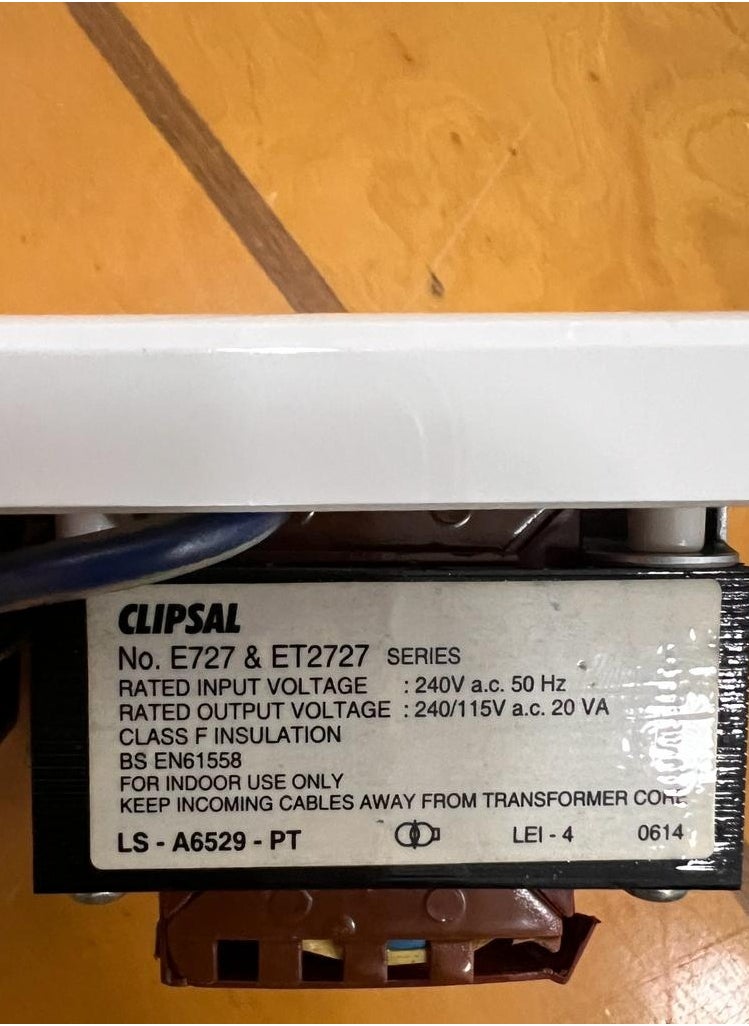 CLIPSAL
No. E727 & ET2727 SERIES
RATED INPUT VOLTAGE : 240V a.c. 50 Hz
RATED OUTPUT VOLTAGE : 240/115V a.c. 20 VA
CLASS F INSULATION
BS EN61558
FOR INDOOR USE ONLY
KEEP INCOMING CABLES AWAY FROM TRANSFORMER CORE
LS - A6529 - PT LEI - 4 0614